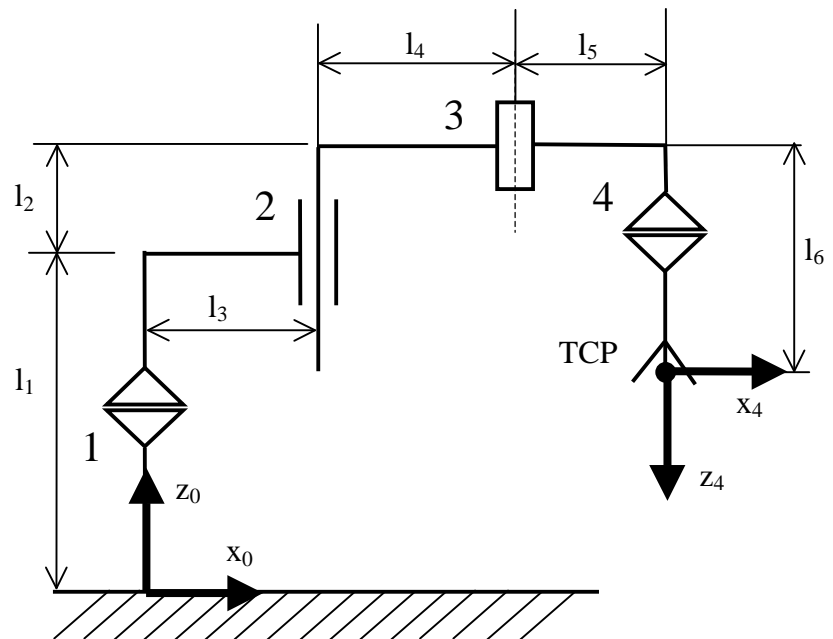 l₄
l₅
3
l₂
2
4
l₆
l₃
TCP
l₁
x₄
1
z₀
z₄
x₀